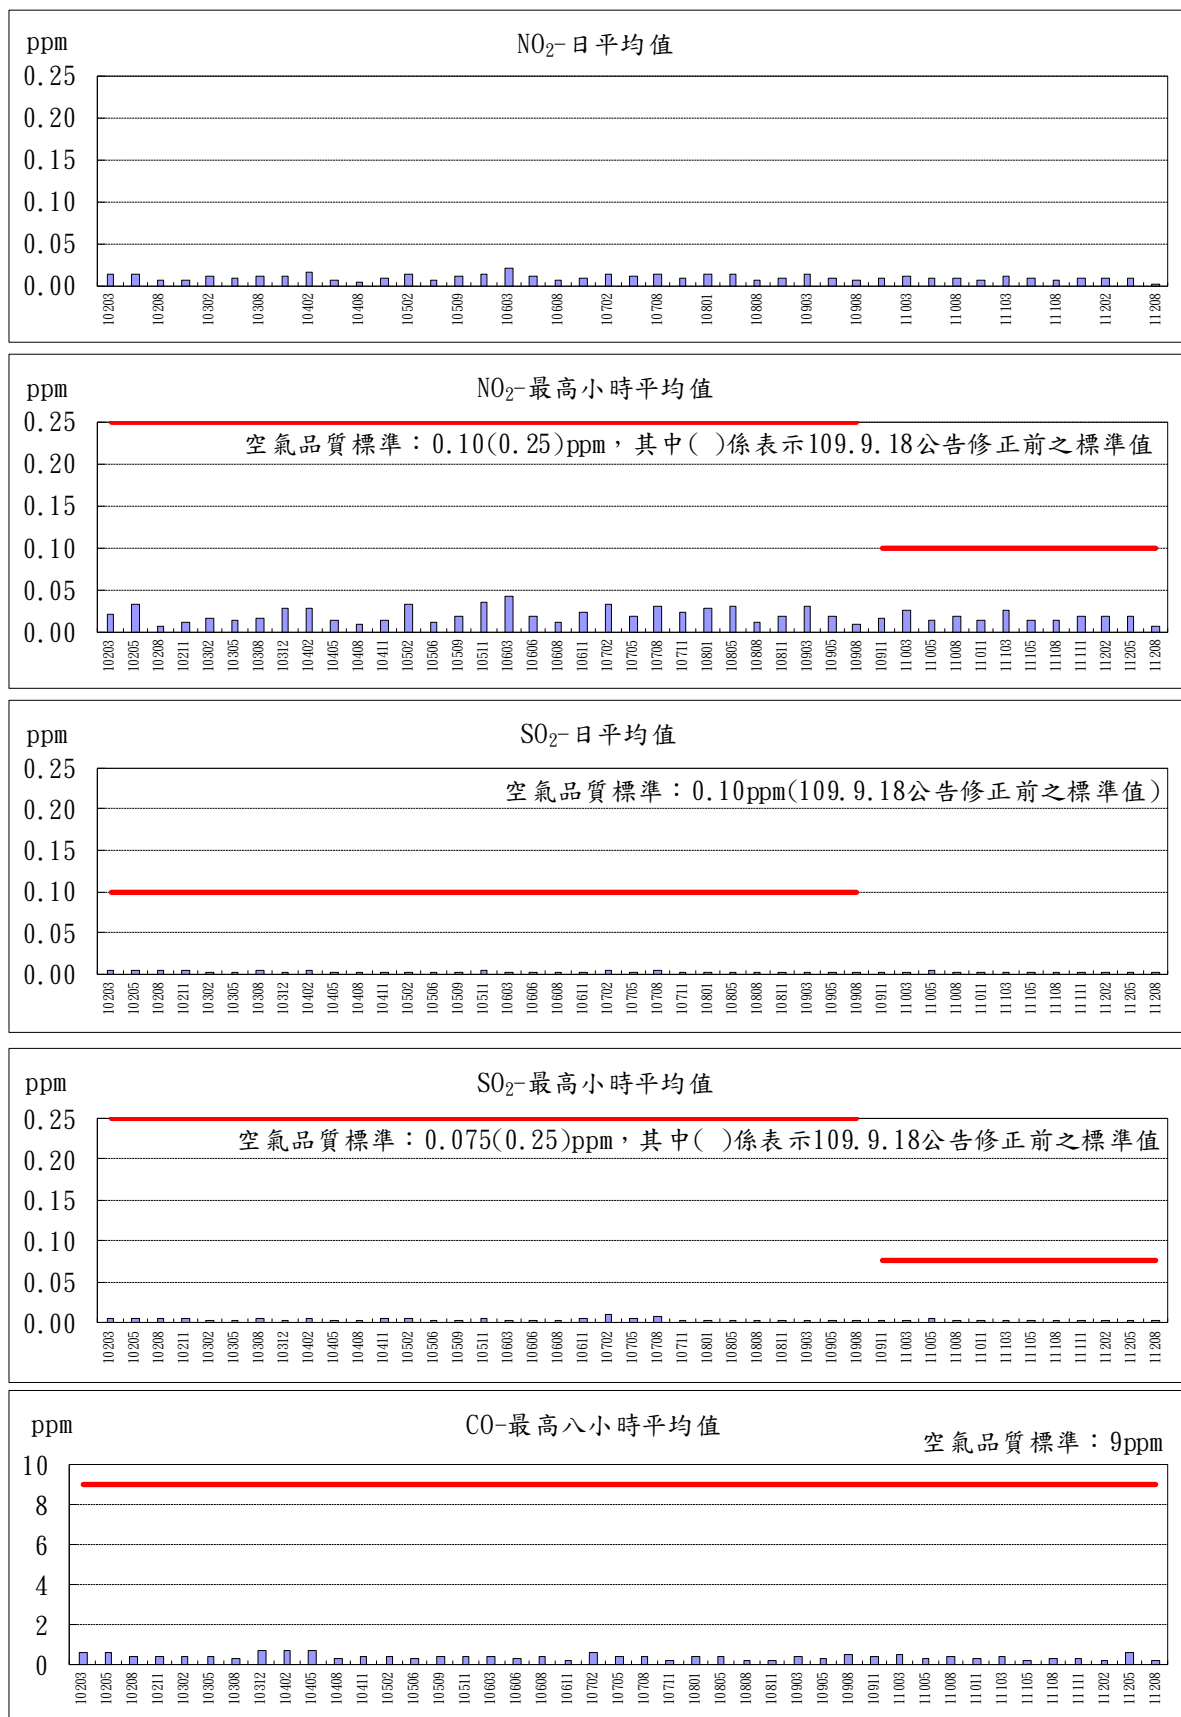 ppm
NO₂-日平均值
0.25
0.20
0.15
0.10
0.05
0.00
10203 10208 10302 10308 10402 10408 10502 10509 10603 10608 10702 10708 10801 10808 10903 10908 11003 11008 11103 11108 11202 11208
ppm
NO₂-最高小時平均值
0.25
空氣品質標準：0.10(0.25)ppm，其中( )係表示109.9.18公告修正前之標準值
0.20
0.15
0.10
0.05
0.00
10203 10205 10208 10211 10302 10305 10308 10312 10402 10405 10408 10411 10502 10506 10509 10511 10603 10606 10608 10611 10702 10705 10708 10711 10801 10805 10808 10811 10903 10905 10908 10911 11003 11005 11008 11011 11103 11105 11108 11111 11202 11205 11208
ppm
SO₂-日平均值
0.25
空氣品質標準：0.10ppm(109.9.18公告修正前之標準值)
0.20
0.15
0.10
0.05
0.00
10203 10205 10208 10211 10302 10305 10308 10312 10402 10405 10408 10411 10502 10506 10509 10511 10603 10606 10608 10611 10702 10705 10708 10711 10801 10805 10808 10811 10903 10905 10908 10911 11003 11005 11008 11011 11103 11105 11108 11111 11202 11205 11208
ppm
SO₂-最高小時平均值
0.25
空氣品質標準：0.075(0.25)ppm，其中( )係表示109.9.18公告修正前之標準值
0.20
0.15
0.10
0.05
0.00
10203 10205 10208 10211 10302 10305 10308 10312 10402 10405 10408 10411 10502 10506 10509 10511 10603 10606 10608 10611 10702 10705 10708 10711 10801 10805 10808 10811 10903 10905 10908 10911 11003 11005 11008 11011 11103 11105 11108 11111 11202 11205 11208
ppm
CO-最高八小時平均值
空氣品質標準：9ppm
10
8
6
4
2
0
10203 10205 10208 10211 10302 10305 10308 10312 10402 10405 10408 10411 10502 10506 10509 10511 10603 10606 10608 10611 10702 10705 10708 10711 10801 10805 10808 10811 10903 10905 10908 10911 11003 11005 11008 11011 11103 11105 11108 11111 11202 11205 11208